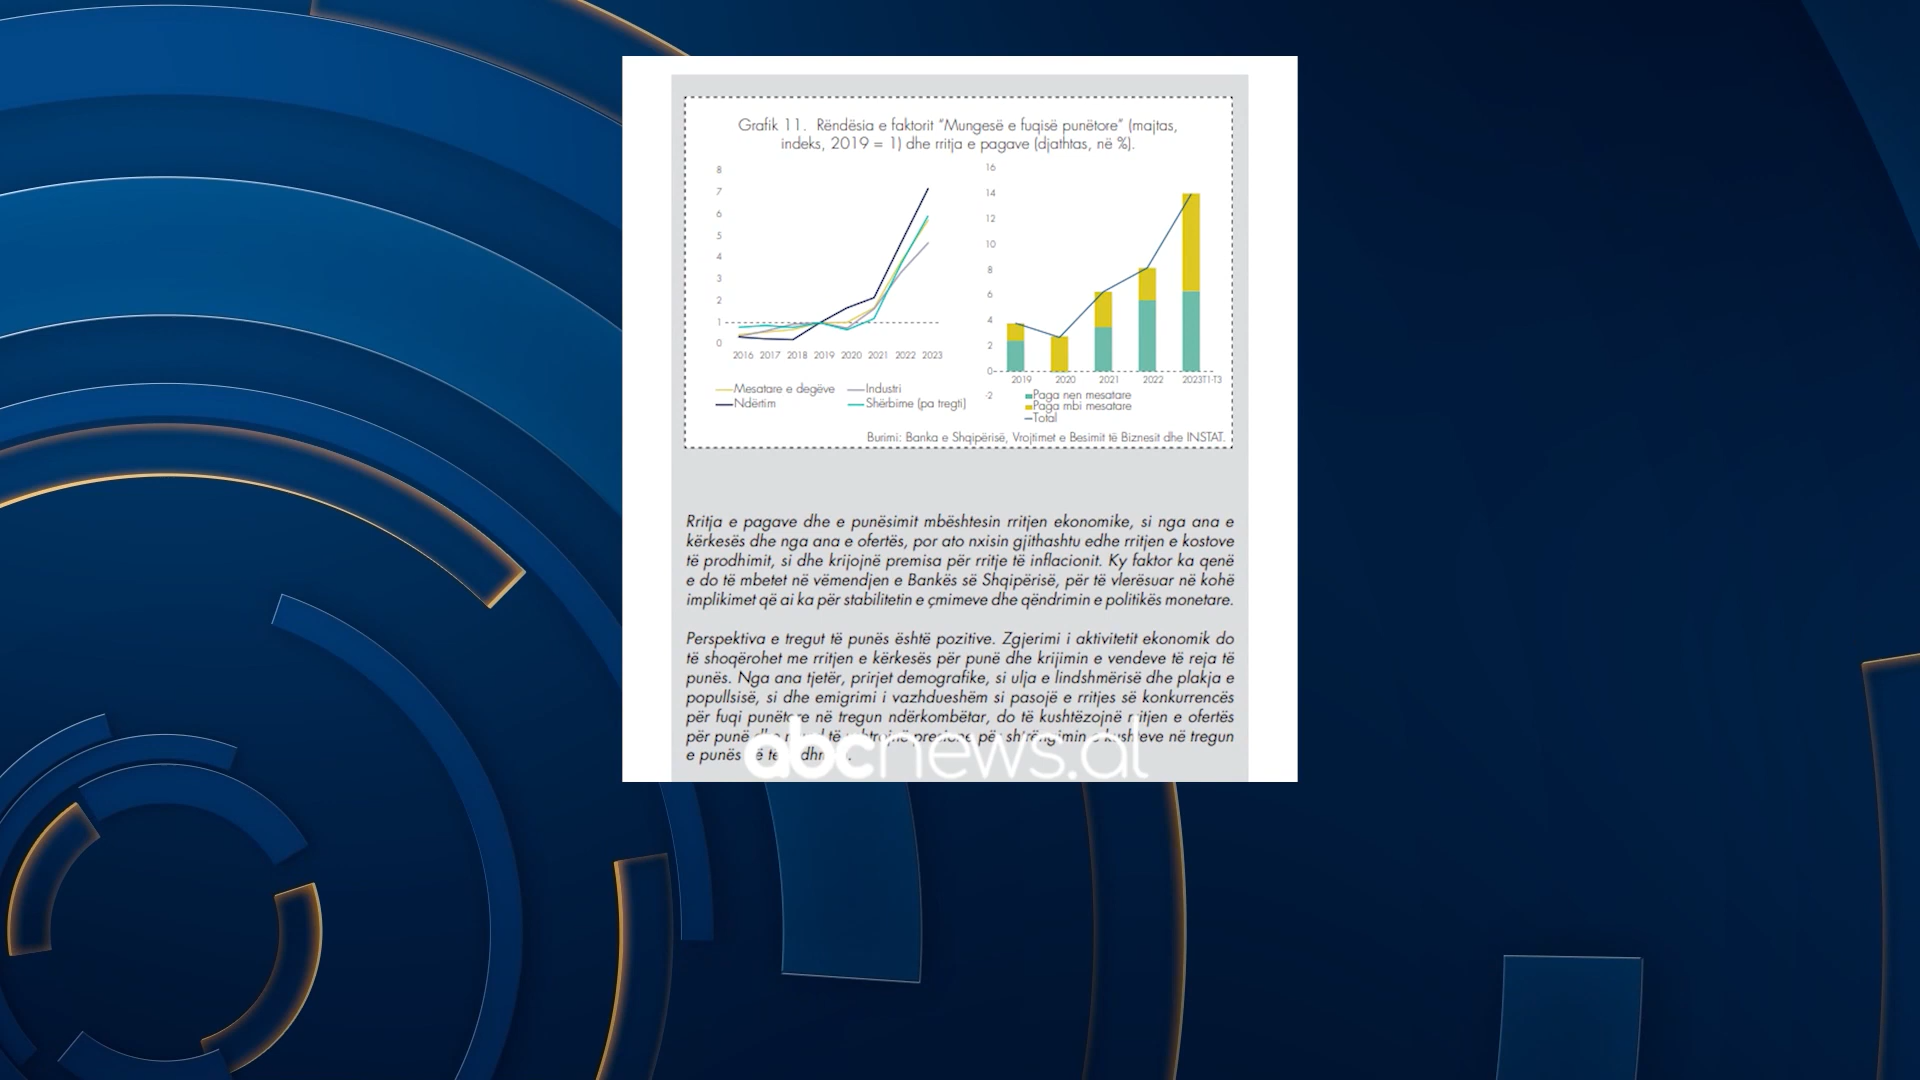 Grafik 11. Rëndësia e faktorit "Mungesë e fuqisë punëtore" (majtas,
indeks, 2019 = 1) dhe rritja e pagave (djathtas, në %).
8
7
6
5
4
3
2
1
0
2016 2017 2018 2019 2020 2021 2022 2023
Mesatare e degëve Industri
Ndërtim Shërbime (pa tregti)
16
14
12
10
8
6
4
2
0
-2
2019 2020 2021 2022 2023T1-T3
Paga nen mesatare
Paga mbi mesatare
Total
Burimi: Banka e Shqipërisë, Vrojtimet e Besimit të Biznesit dhe INSTAT.
Rritja e pagave dhe e punësimit mbështesin rritjen ekonomike, si nga ana e
kërkesës dhe nga ana e ofertës, por ato nxisin gjithashtu edhe rritjen e kostove
të prodhimit, si dhe krijojnë premisa për rritje të inflacionit. Ky faktor ka qenë
e do të mbetet në vëmendjen e Bankës së Shqipërisë, për të vlerësuar në kohë
implikimet që ai ka për stabilitetin e çmimeve dhe qëndrimin e politikës monetare.
Perspektiva e tregut të punës është pozitive. Zgjerimi i aktivitetit ekonomik do
të shoqërohet me rritjen e kërkesës për punë dhe krijimin e vendeve të reja të
punës. Nga ana tjetër, prirjet demografike, si ulja e lindshmërisë dhe plakja e
popullsisë, si dhe emigrimi i vazhdueshëm si pasojë e rritjes së konkurrencës
për fuqi punëtore në tregun ndërkombëtar, do të kushtëzojnë rritjen e ofertës
për punë dhe të ushtrojnë presione për shtrëngimin e kushteve në tregun
e punës
abcnews.al